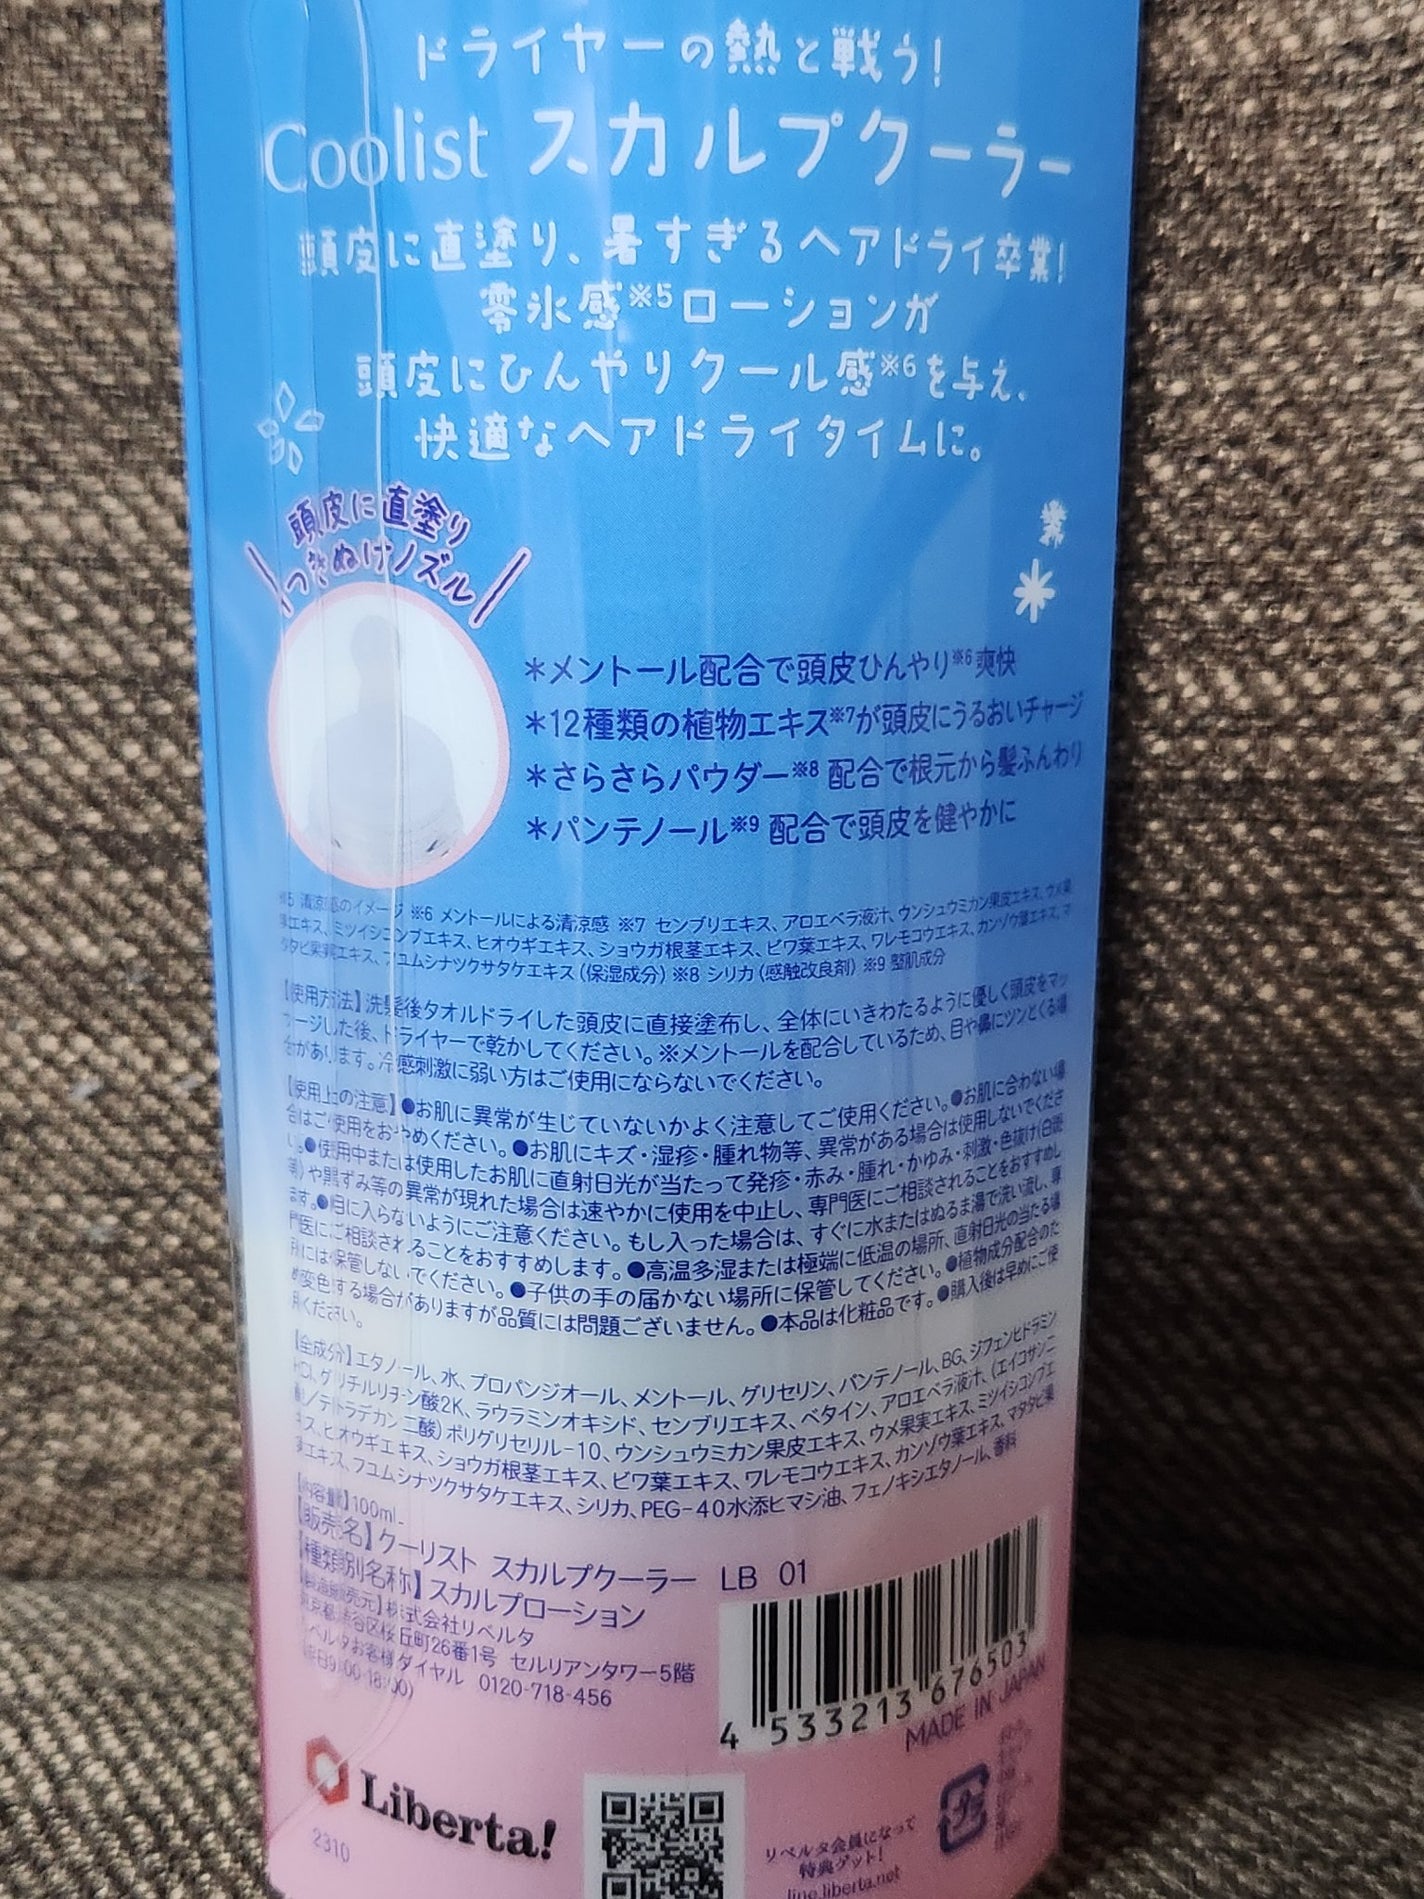 ドライヤーの熱と戦う!
Coolist スカルプクーラー
頭皮に直塗り、暑すぎるヘアドライ卒業!
零氷感※5ローションが
頭皮にひんやりクール感※6を与え、
快適なヘアドライタイムに。
頭皮に直塗り
つきぬけノズル
＊メントール配合で頭皮ひんやり※6爽快
＊12種類の植物エキス※7が頭皮にうるおいチャージ
＊さらさらパウダー※8 配合で根元から髪ふんわり
＊パンテノール※9 配合で頭皮を健やかに
※5 清涼感のイメージ ※6 メントールによる清涼感 ※7 センブリエキス、アロエベラ液汁、ウンシュウミカン果皮エキス、ウメ果
実エキス、ミツイシコンブエキス、ヒオウギエキス、ショウガ根茎エキス、ビワ葉エキス、ワレモコウエキス、カンゾウ葉エキス、マ
タタビ果実エキス、フユムシナツクサタケエキス（保湿成分）※8 シリカ（感触改良剤）※9 整肌成分
【使用方法】洗髪後タオルドライした頭皮に直接塗布し、全体にいきわたるように優しく頭皮をマッ
サージした後、ドライヤーで乾かしてください。※メントールを配合しているため、目や鼻にツンとくる場
合があります。冷感刺激に弱い方はご使用にならないでください。
【使用上の注意】●お肌に異常が生じていないかよく注意してご使用ください。●お肌に合わない場
合はご使用をおやめください。●お肌にキズ・湿疹・腫れ物等、異常がある場合は使用しないでくださ
い。●使用中または使用したお肌に直射日光が当たって発疹・赤み・腫れ・かゆみ・刺激・色抜け(白斑
等)や黒ずみ等の異常が現れた場合は速やかに使用を中止し、専門医にご相談されることをおすすめし
ます。●目に入らないようにご注意ください。もし入った場合は、すぐに水またはぬるま湯で洗い流し、専
門医にご相談されることをおすすめします。●高温多湿または極端に低温の場所、直射日光の当たる場
所には保管しないでください。●子供の手の届かない場所に保管してください。●植物成分配合のた
め変色する場合がありますが品質には問題ございません。●本品は化粧品です。●購入後は早めにご使
用ください。
【全成分】エタノール、水、プロパンジオール、メントール、グリセリン、パンテノール、BG、ジフェンヒドラミン
HCl、グリチルリチン酸2K、ラウラミンオキシド、センブリエキス、ベタイン、アロエベラ液汁、(エイコサン二
酸/テトラデカン二酸)ポリグリセリル-10、ウンシュウミカン果皮エキス、ウメ果実エキス、ミツイシコンブエ
キス、ヒオウギエキス、ショウガ根茎エキス、ビワ葉エキス、ワレモコウエキス、カンゾウ葉エキス、マタタビ果
実エキス、フユムシナツクサタケエキス、シリカ、PEG-40水添ヒマシ油、フェノキシエタノール、香料
【内容量】100mL
【販売名】クーリスト スカルプクーラー LB 01
【種類別名称】スカルプローション
【製造販売元】株式会社リベルタ
東京都渋谷区桜丘町26番1号 セルリアンタワー5階
リベルタお客様ダイヤル 0120-718-456
(平日9:00-18:00)
4 533213 676503
MADE IN JAPAN
Liberta!
2310
リベルタ会員になって
特典ゲット!
line.liberta.net
プラ